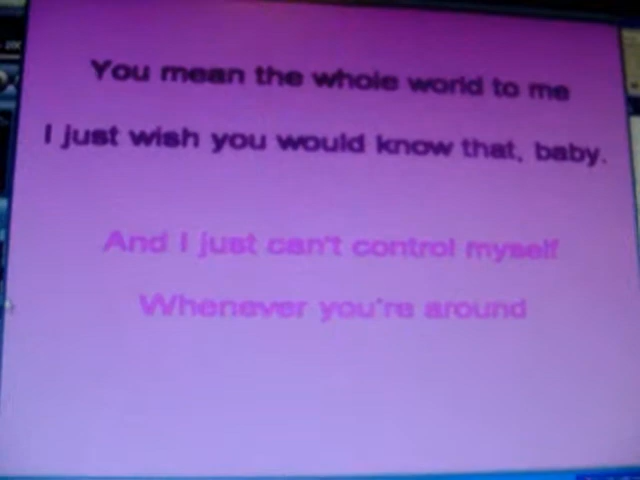 You mean the whole world to me
I just wish you would know that, baby.
And I just can't control myself
Whenever you're around